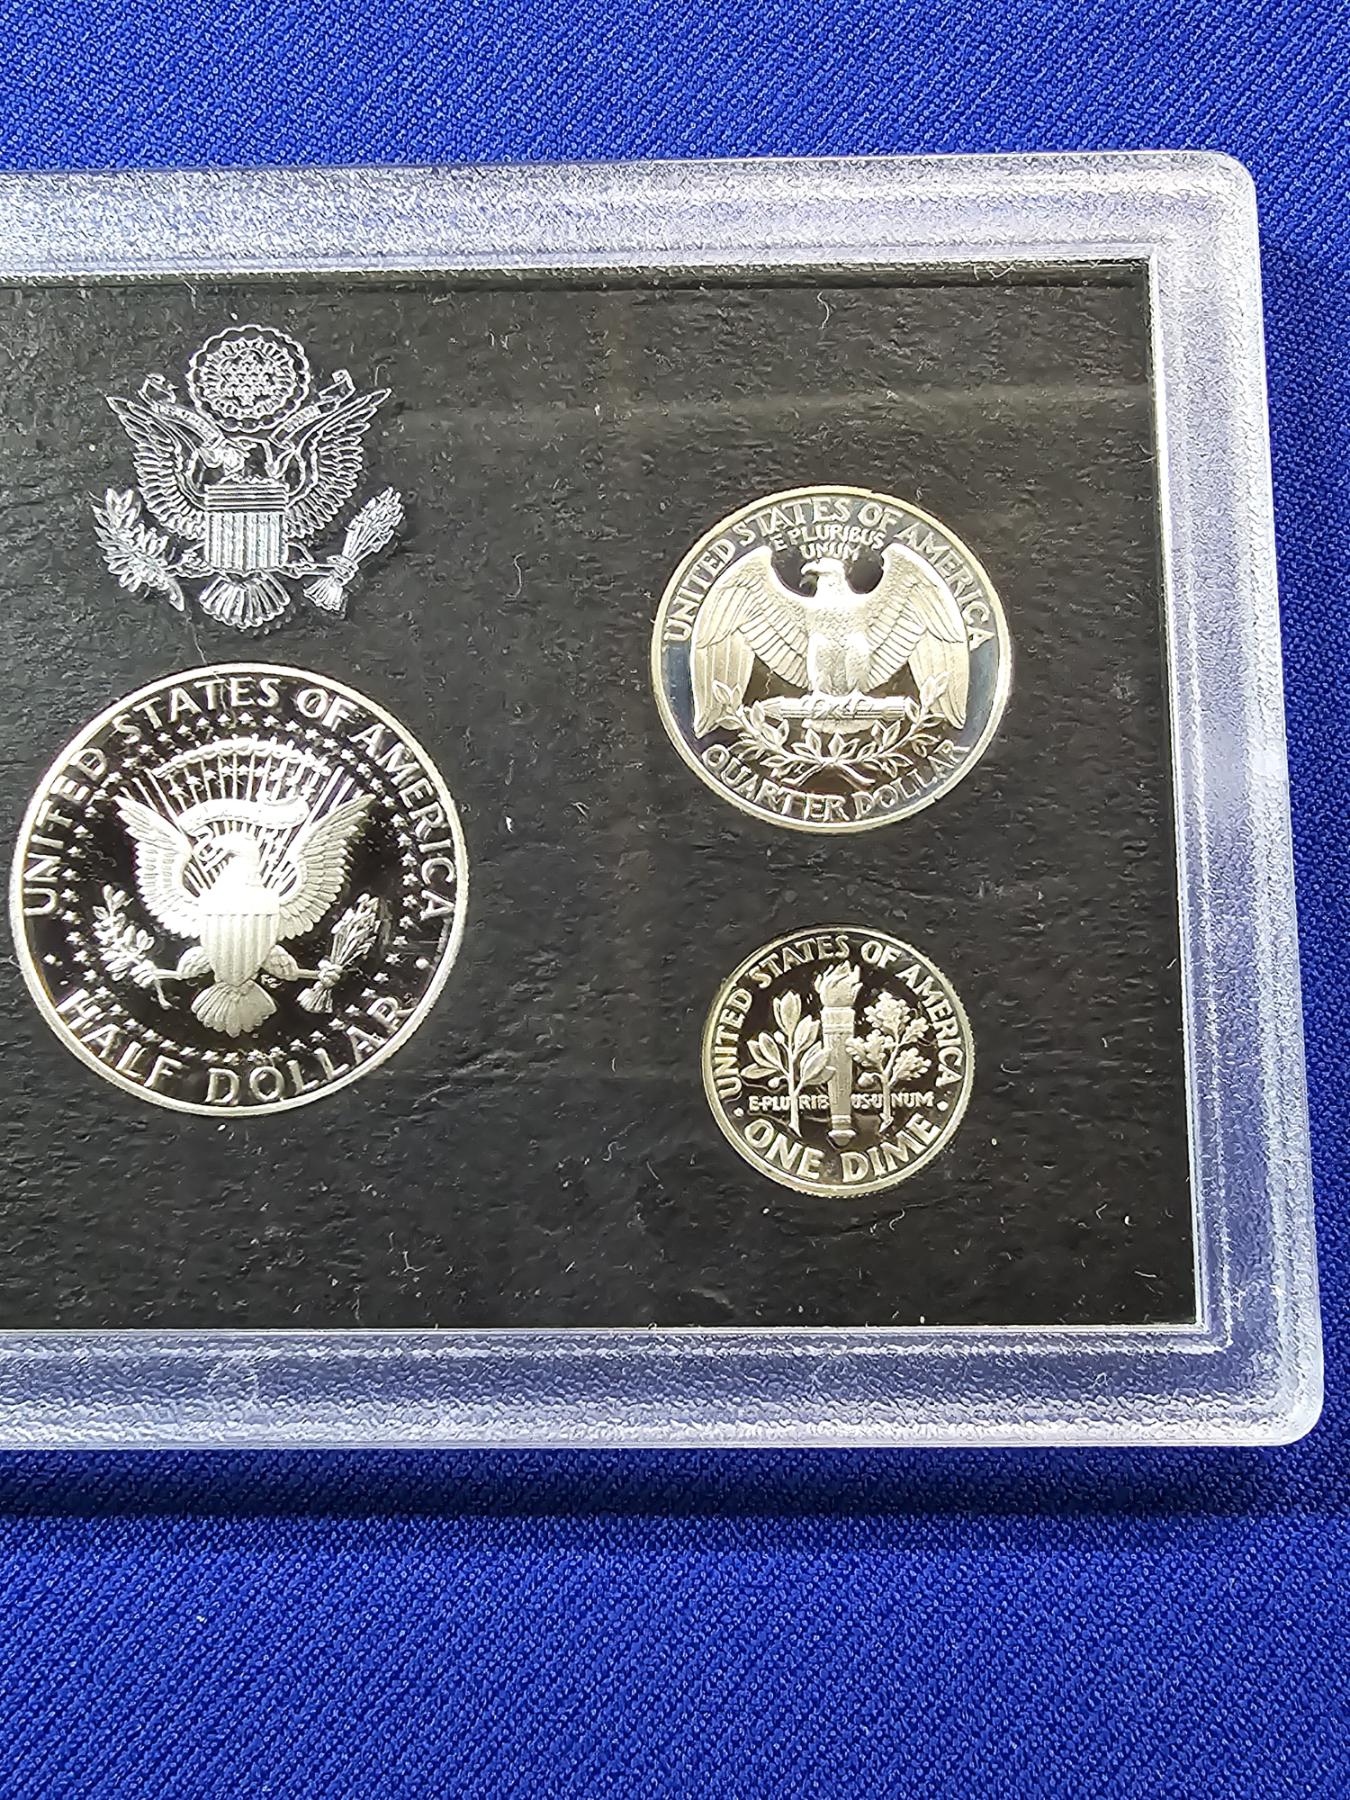 UNITED STATES OF AMERICA
E PLURIBUS
UNUM
QUARTER DOLLAR
UNITED STATES OF AMERICA
HALF DOLLAR
UNITED STATES OF AMERICA
E·PLURIBUS·UNUM
ONE DIME